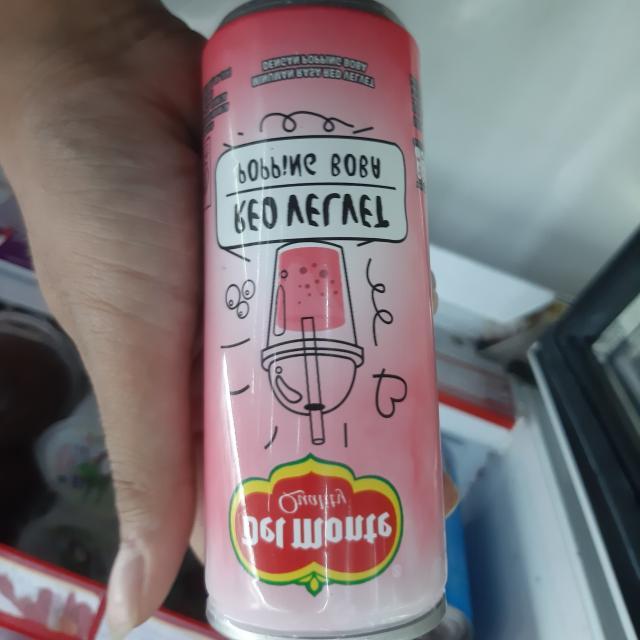 Del Monte
Quality
RED VELVET
POPPING BOBA
MINUMAN RASA RED VELVET
DENGAN POPPING BOBA